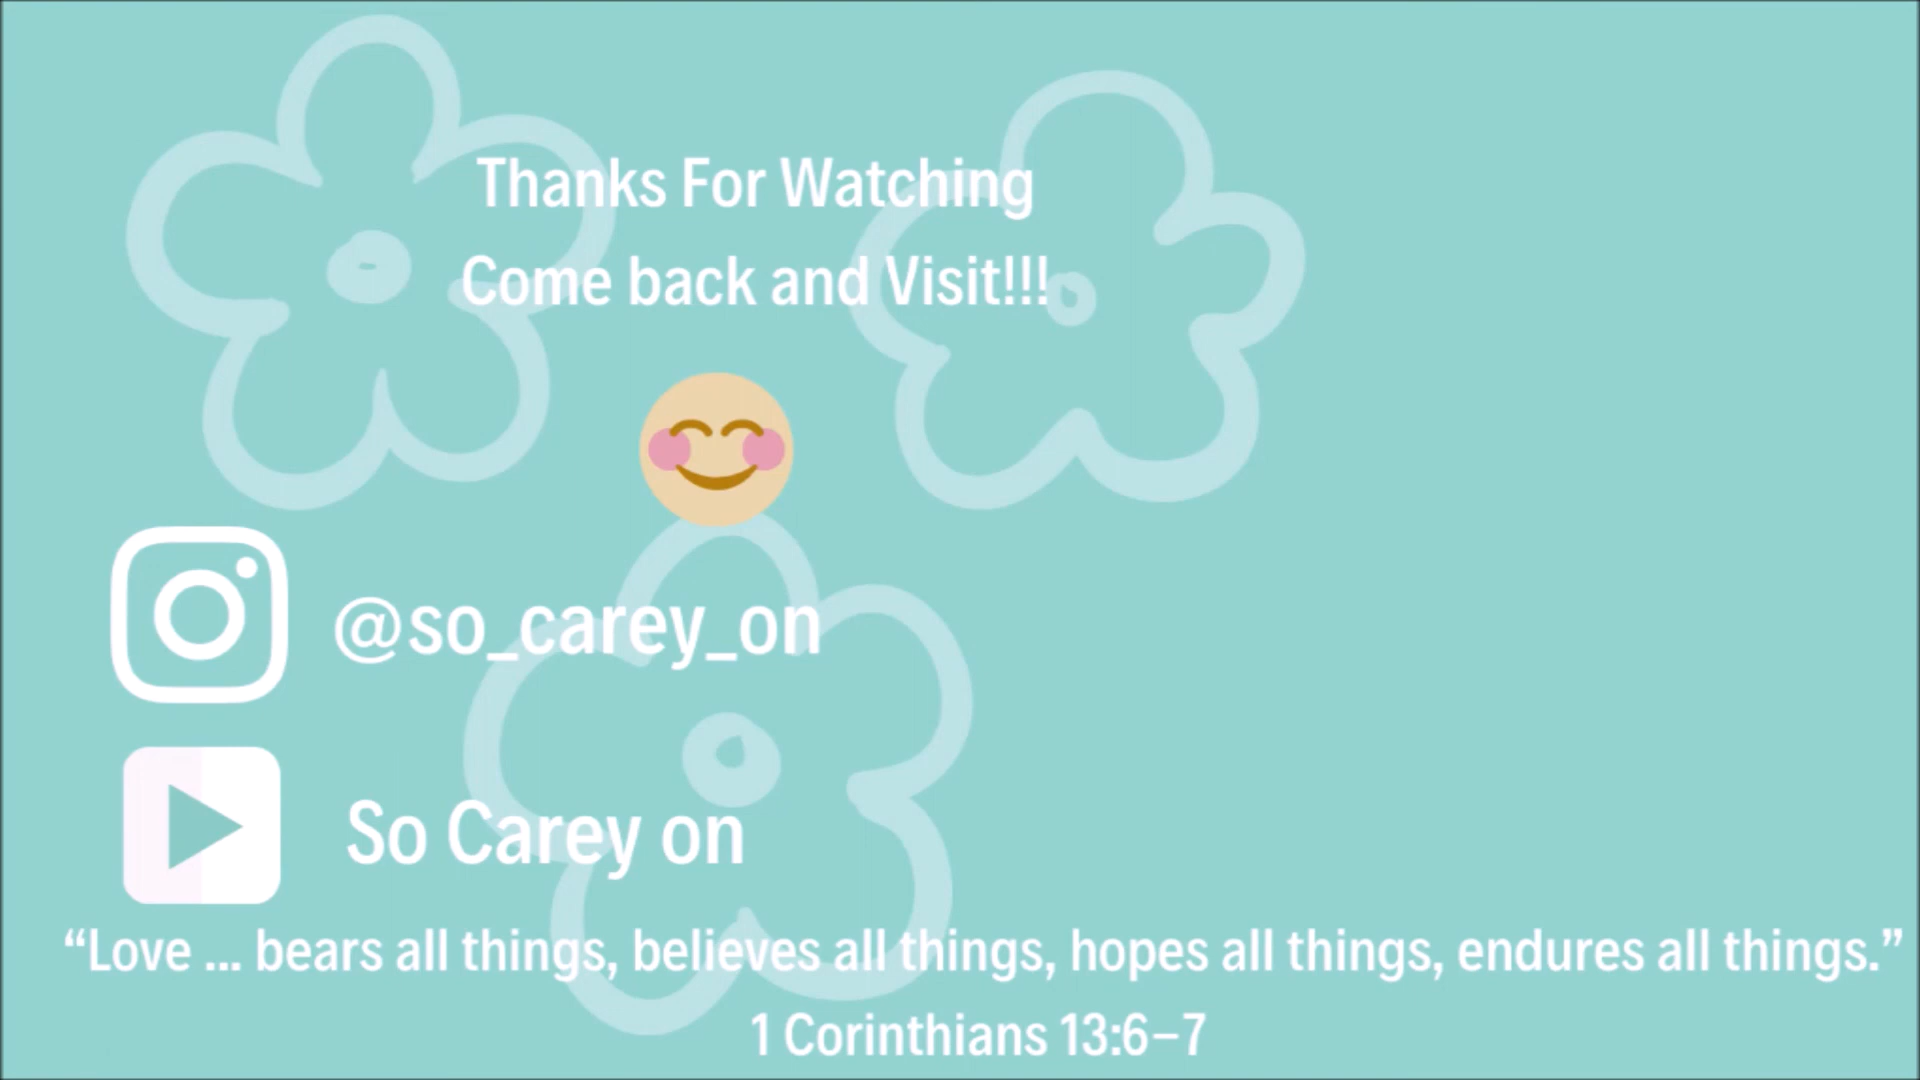 Thanks For Watching
Come back and Visit!!!
@so_carey_on
So Carey on
“Love ... bears all things, believes all things, hopes all things, endures all things.”
1 Corinthians 13:6–7